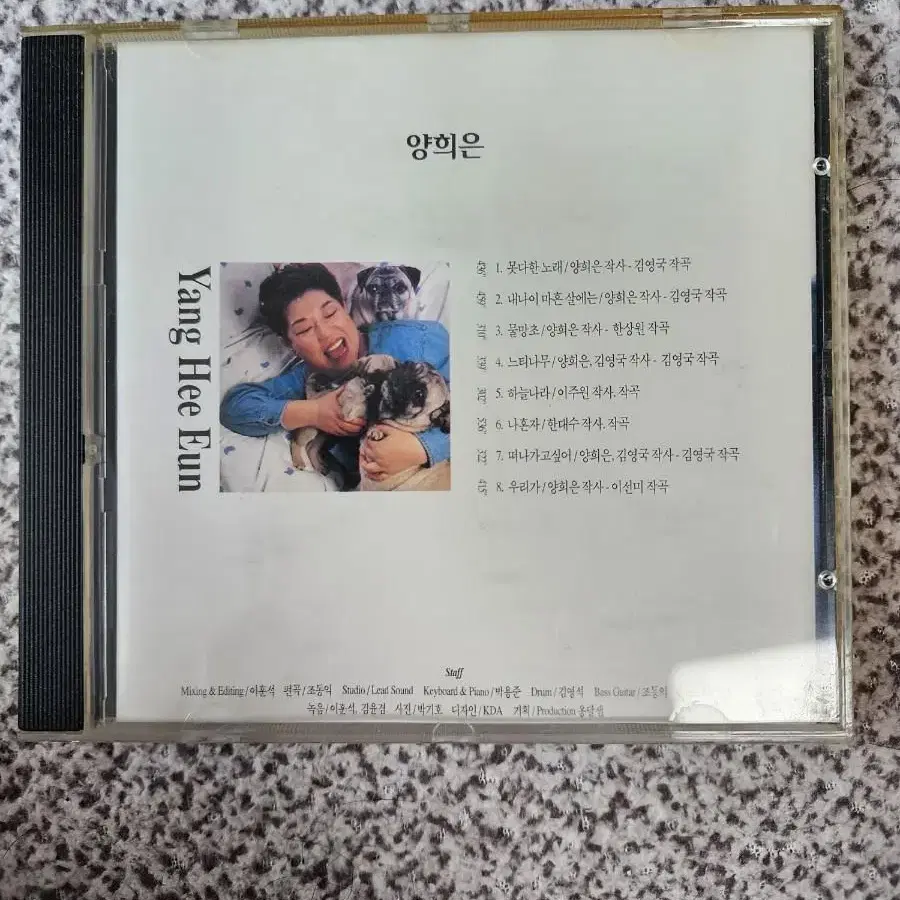 양희은
Yang Hee Eun
1. 못다한 노래 / 양희은 작사 - 김영국 작곡
2. 내나이 마흔 살에는 / 양희은 작사 - 김영국 작곡
3. 물망초 / 양희은 작사 - 한상원 작곡
4. 느티나무 / 양희은, 김영국 작사 - 김영국 작곡
5. 하늘나라 / 이주원 작사. 작곡
6. 나혼자 / 한대수 작사. 작곡
7. 떠나가고싶어 / 양희은, 김영국 작사 - 김영국 작곡
8. 우리가 / 양희은 작사 - 이선미 작곡
Staff
Mixing & Editing / 이훈석 편곡 / 조동익 Studio / Lead Sound Keyboard & Piano / 박용준 Drum / 김영석 Bass Guitar / 조동익
녹음 / 이훈석, 김윤검 사진 / 박기호 디자인 / KDA 기획 / Production 옹달샘